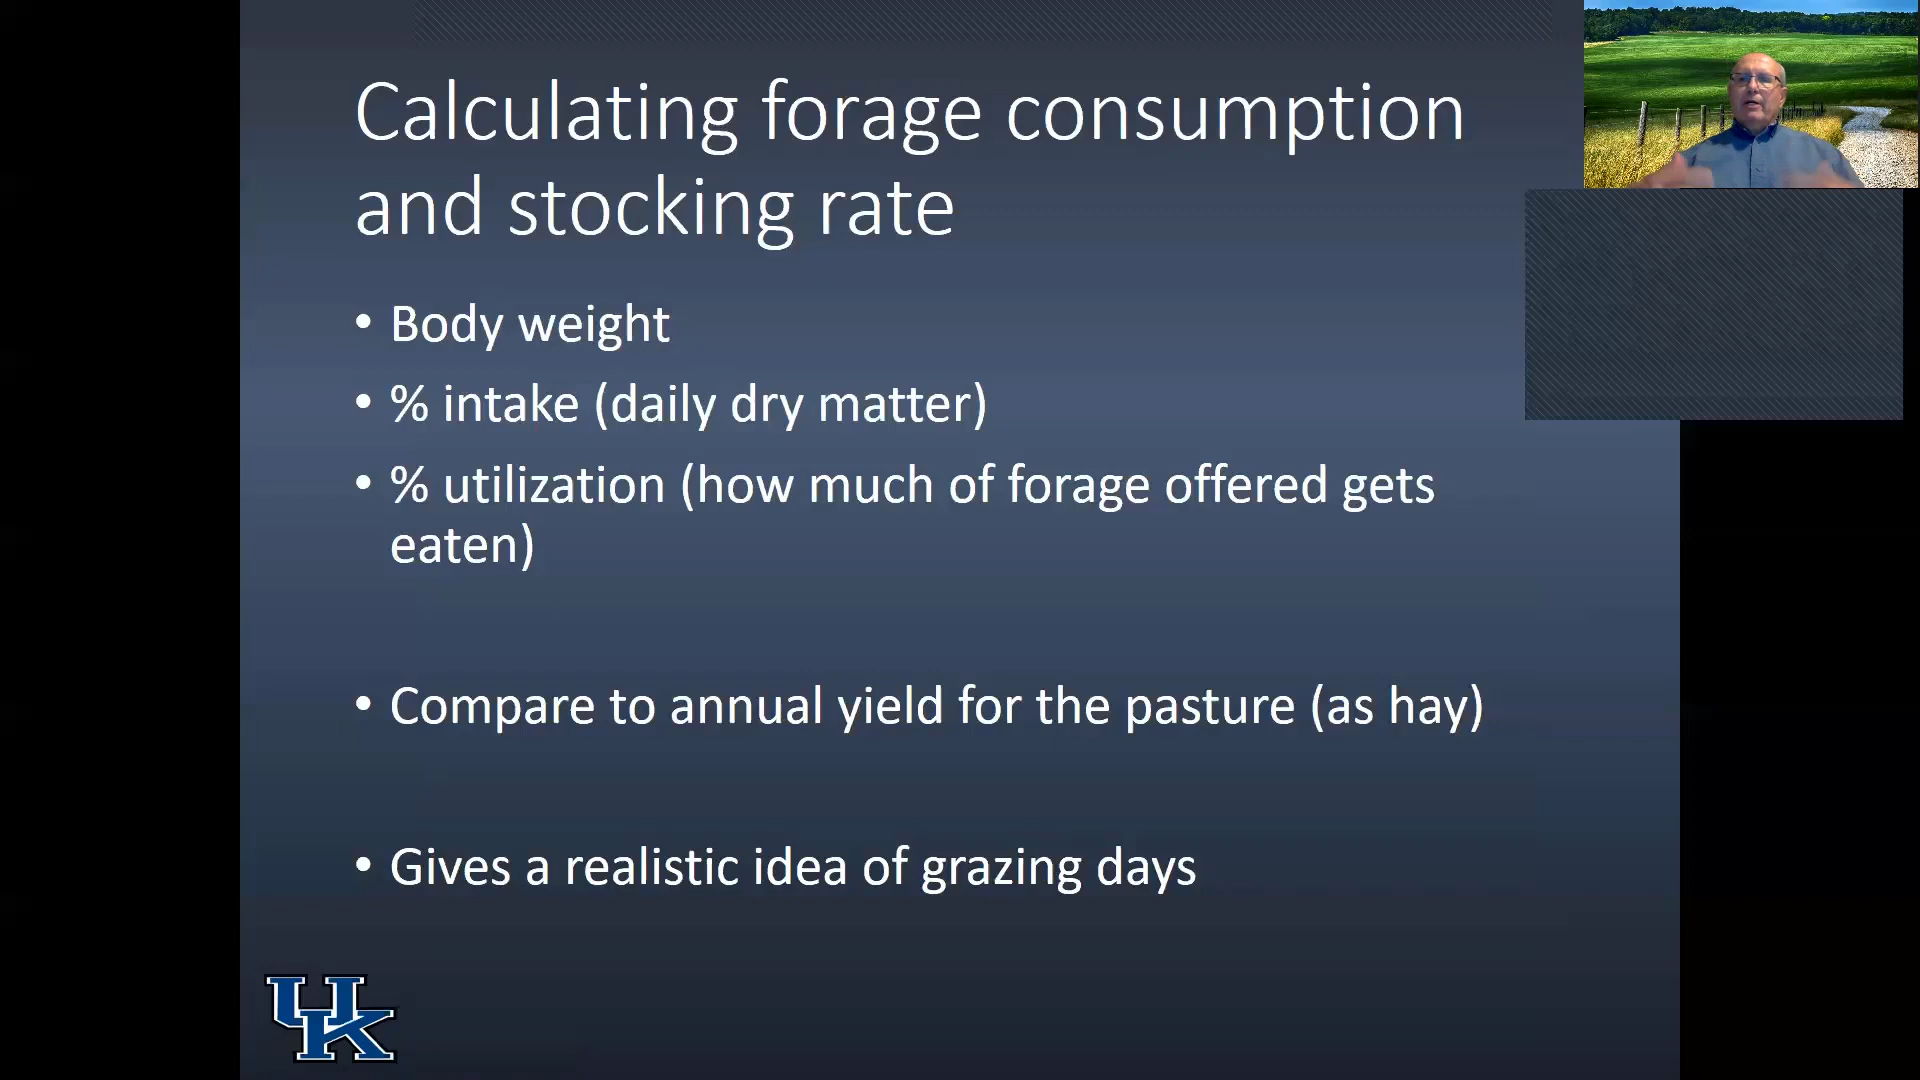 Calculating forage consumption
and stocking rate
• Body weight
• % intake (daily dry matter)
• % utilization (how much of forage offered gets
eaten)
• Compare to annual yield for the pasture (as hay)
• Gives a realistic idea of grazing days
UK